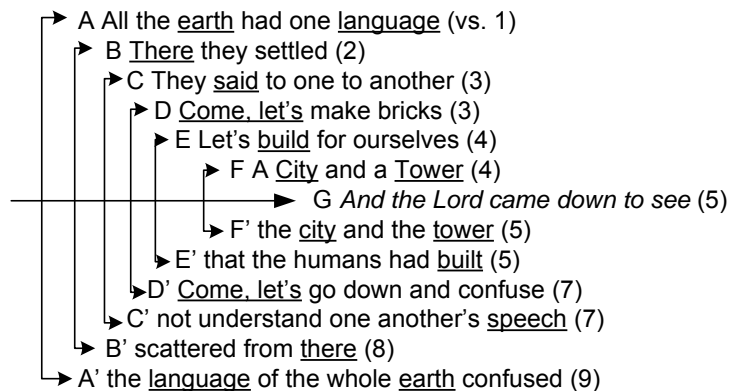 A All the earth had one language (vs. 1)
B There they settled (2)
C They said to one to another (3)
D Come, let's make bricks (3)
E Let's build for ourselves (4)
F A City and a Tower (4)
G And the Lord came down to see (5)
F' the city and the tower (5)
E' that the humans had built (5)
D' Come, let's go down and confuse (7)
C' not understand one another's speech (7)
B' scattered from there (8)
A' the language of the whole earth confused (9)